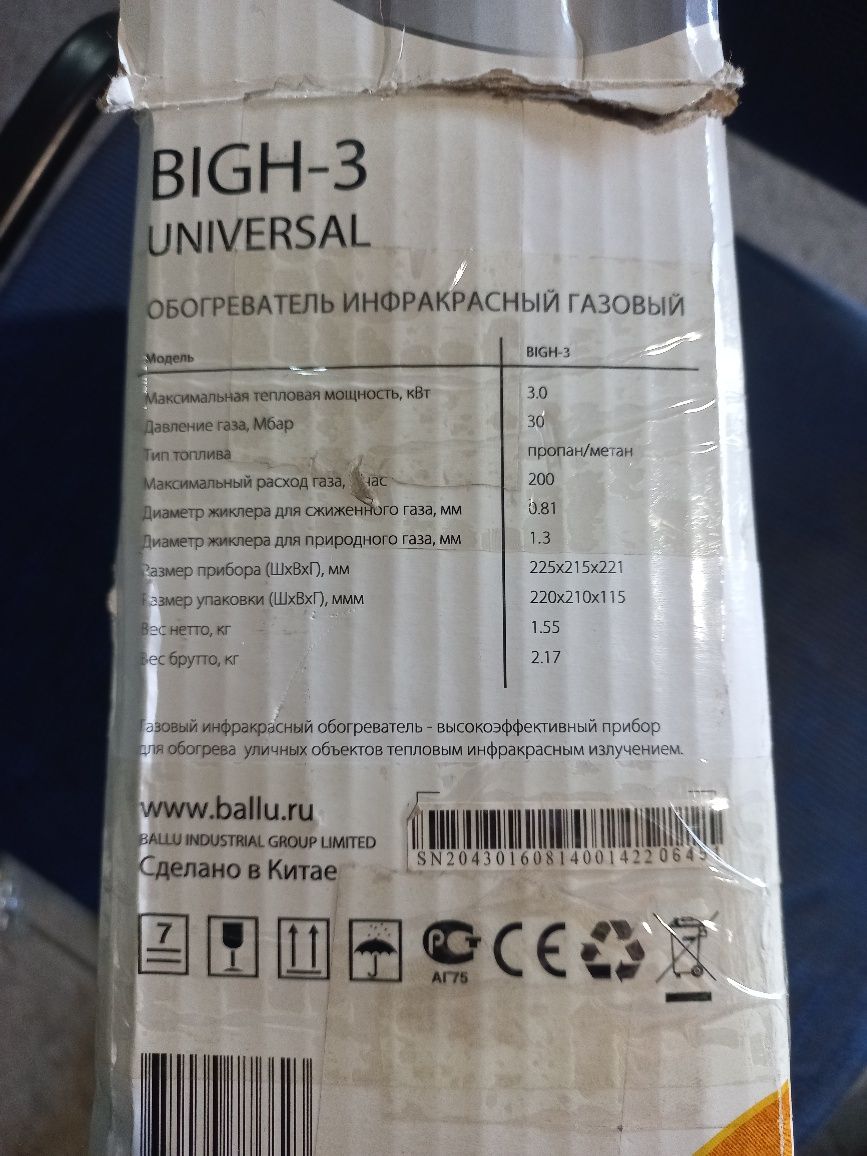 BIGH-3
UNIVERSAL
ОБОГРЕВАТЕЛЬ ИНФРАКРАСНЫЙ ГАЗОВЫЙ
Модель BIGH-3
Максимальная тепловая мощность, кВт 3.0
Давление газа, Мбар 30
Тип топлива пропан/метан
Максимальный расход газа, 200
Диаметр жиклера для сжиженного газа, мм 0.81
Диаметр жиклера для природного газа, мм 1.3
Размер прибора (ШхВхГ), мм 225x215x221
Размер упаковки (ШхВхГ), ммм 220x210x115
Вес нетто, кг 1.55
Вес брутто, кг 2.17
Газовый инфракрасный обогреватель - высокоэффективный прибор
для обогрева уличных объектов тепловым инфракрасным излучением.
www.ballu.ru
BALLU INDUSTRIAL GROUP LIMITED
Сделано в Китае
7
РСТ
АГ75
CE